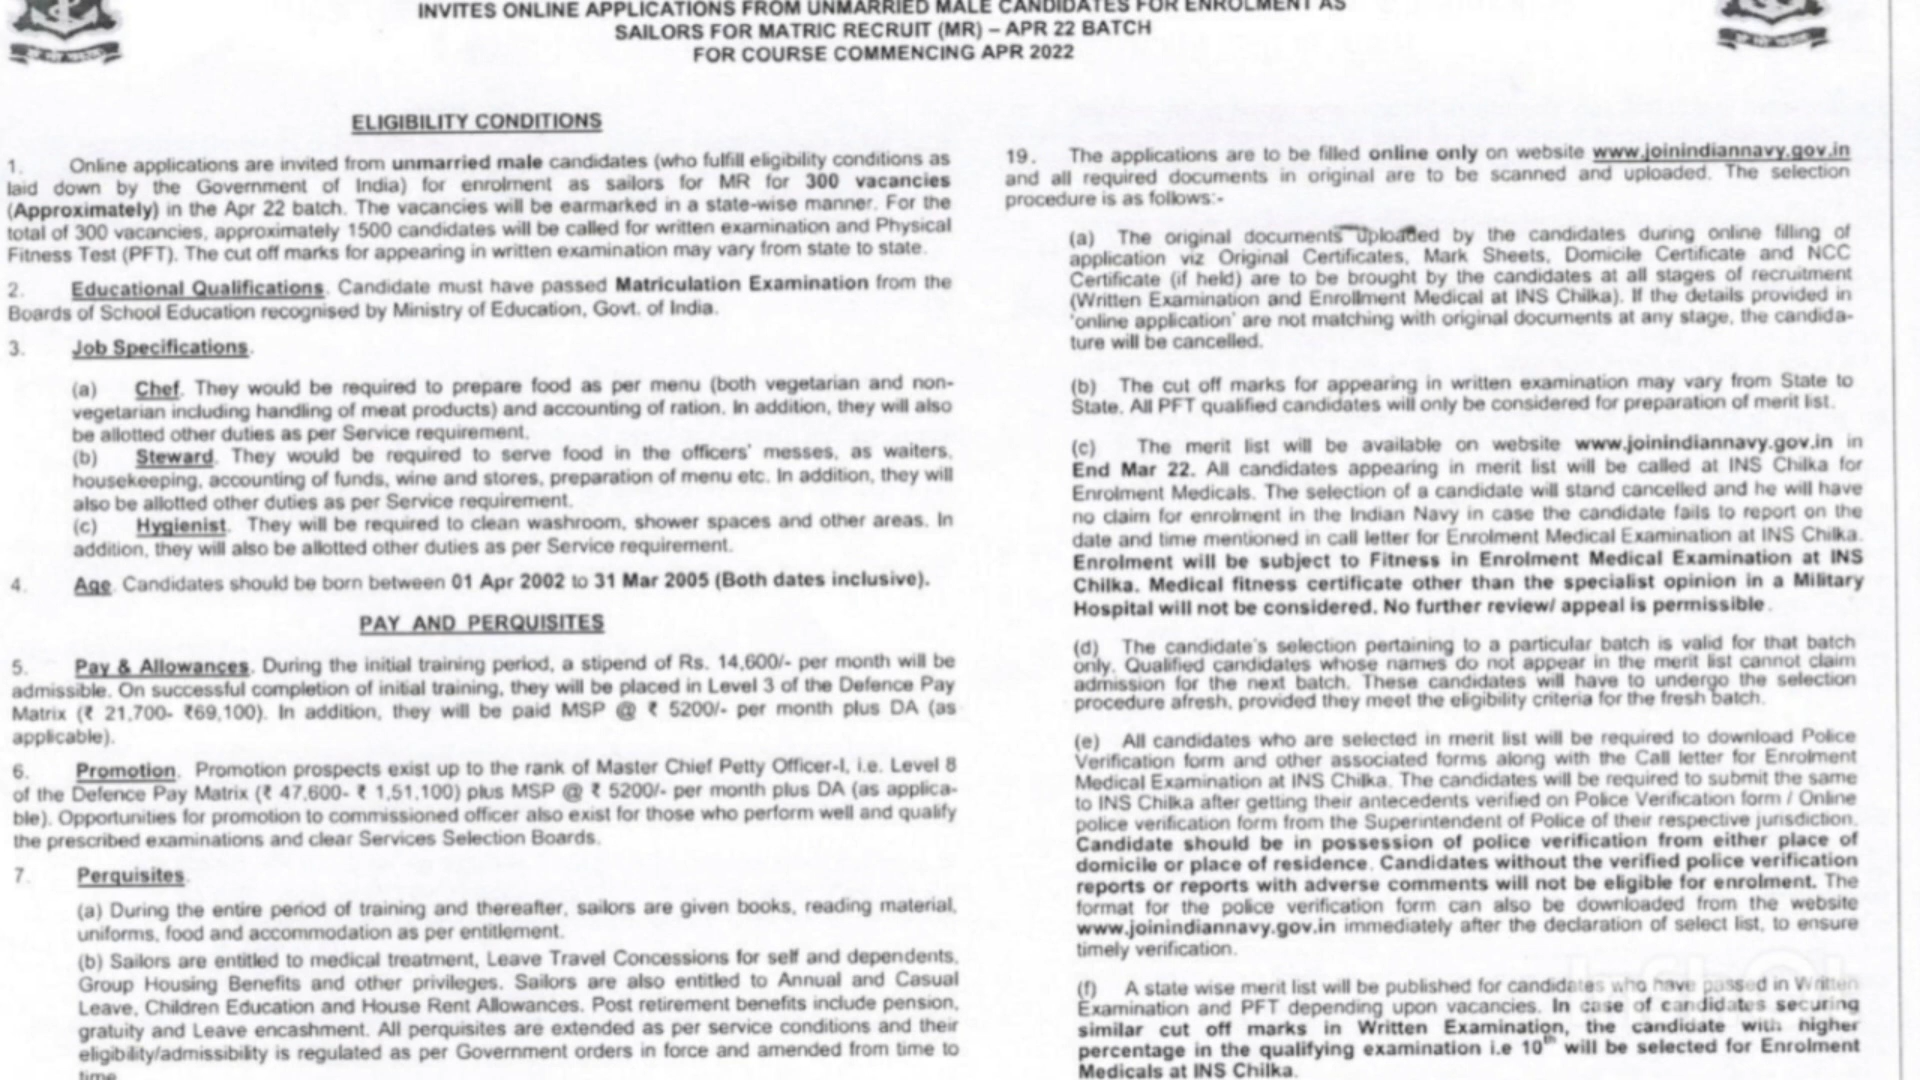 INVITES ONLINE APPLICATIONS FROM UNMARRIED MALE CANDIDATES FOR ENROLMENT AS
SAILORS FOR MATRIC RECRUIT (MR) – APR 22 BATCH
FOR COURSE COMMENCING APR 2022
ELIGIBILITY CONDITIONS
1. Online applications are invited from unmarried male candidates (who fulfill eligibility conditions as
laid down by the Government of India) for enrolment as sailors for MR for 300 vacancies
(Approximately) in the Apr 22 batch. The vacancies will be earmarked in a state-wise manner. For the
total of 300 vacancies, approximately 1500 candidates will be called for written examination and Physical
Fitness Test (PFT). The cut off marks for appearing in written examination may vary from state to state.
2. Educational Qualifications. Candidate must have passed Matriculation Examination from the
Boards of School Education recognised by Ministry of Education, Govt. of India.
3. Job Specifications.
(a) Chef. They would be required to prepare food as per menu (both vegetarian and non-
vegetarian including handling of meat products) and accounting of ration. In addition, they will also
be allotted other duties as per Service requirement.
(b) Steward. They would be required to serve food in the officers' messes, as waiters,
housekeeping, accounting of funds, wine and stores, preparation of menu etc. In addition, they will
also be allotted other duties as per Service requirement.
(c) Hygienist. They will be required to clean washroom, shower spaces and other areas. In
addition, they will also be allotted other duties as per Service requirement.
4. Age. Candidates should be born between 01 Apr 2002 to 31 Mar 2005 (Both dates inclusive).
PAY AND PERQUISITES
5. Pay & Allowances. During the initial training period, a stipend of Rs. 14,600/- per month will be
admissible. On successful completion of initial training, they will be placed in Level 3 of the Defence Pay
Matrix (₹ 21,700- ₹69,100). In addition, they will be paid MSP @ ₹ 5200/- per month plus DA (as
applicable).
6. Promotion. Promotion prospects exist up to the rank of Master Chief Petty Officer-I, i.e. Level 8
of the Defence Pay Matrix (₹ 47,600- ₹ 1,51,100) plus MSP @ ₹ 5200/- per month plus DA (as applica-
ble). Opportunities for promotion to commissioned officer also exist for those who perform well and qualify
the prescribed examinations and clear Services Selection Boards.
7. Perquisites.
(a) During the entire period of training and thereafter, sailors are given books, reading material,
uniforms, food and accommodation as per entitlement.
(b) Sailors are entitled to medical treatment, Leave Travel Concessions for self and dependents,
Group Housing Benefits and other privileges. Sailors are also entitled to Annual and Casual
Leave, Children Education and House Rent Allowances. Post retirement benefits include pension,
gratuity and Leave encashment. All perquisites are extended as per service conditions and their
eligibility/admissibility is regulated as per Government orders in force and amended from time to
time.
19. The applications are to be filled online only on website www.joinindiannavy.gov.in
and all required documents in original are to be scanned and uploaded. The selection
procedure is as follows:-
(a) The original documents uploaded by the candidates during online filling of
application viz Original Certificates, Mark Sheets, Domicile Certificate and NCC
Certificate (if held) are to be brought by the candidates at all stages of recruitment
(Written Examination and Enrollment Medical at INS Chilka). If the details provided in
'online application' are not matching with original documents at any stage, the candida-
ture will be cancelled.
(b) The cut off marks for appearing in written examination may vary from State to
State. All PFT qualified candidates will only be considered for preparation of merit list.
(c) The merit list will be available on website www.joinindiannavy.gov.in in
End Mar 22. All candidates appearing in merit list will be called at INS Chilka for
Enrolment Medicals. The selection of a candidate will stand cancelled and he will have
no claim for enrolment in the Indian Navy in case the candidate fails to report on the
date and time mentioned in call letter for Enrolment Medical Examination at INS Chilka.
Enrolment will be subject to Fitness in Enrolment Medical Examination at INS
Chilka. Medical fitness certificate other than the specialist opinion in a Military
Hospital will not be considered. No further review/ appeal is permissible.
(d) The candidate's selection pertaining to a particular batch is valid for that batch
only. Qualified candidates whose names do not appear in the merit list cannot claim
admission for the next batch. These candidates will have to undergo the selection
procedure afresh, provided they meet the eligibility criteria for the fresh batch.
(e) All candidates who are selected in merit list will be required to download Police
Verification form and other associated forms along with the Call letter for Enrolment
Medical Examination at INS Chilka. The candidates will be required to submit the same
to INS Chilka after getting their antecedents verified on Police Verification form / Online
police verification form from the Superintendent of Police of their respective jurisdiction.
Candidate should be in possession of police verification from either place of
domicile or place of residence. Candidates without the verified police verification
reports or reports with adverse comments will not be eligible for enrolment. The
format for the police verification form can also be downloaded from the website
www.joinindiannavy.gov.in immediately after the declaration of select list, to ensure
timely verification.
(f) A state wise merit list will be published for candidates who have passed in Written
Examination and PFT depending upon vacancies. In case of candidates securing
similar cut off marks in Written Examination, the candidate with higher
percentage in the qualifying examination i.e 10th will be selected for Enrolment
Medicals at INS Chilka.